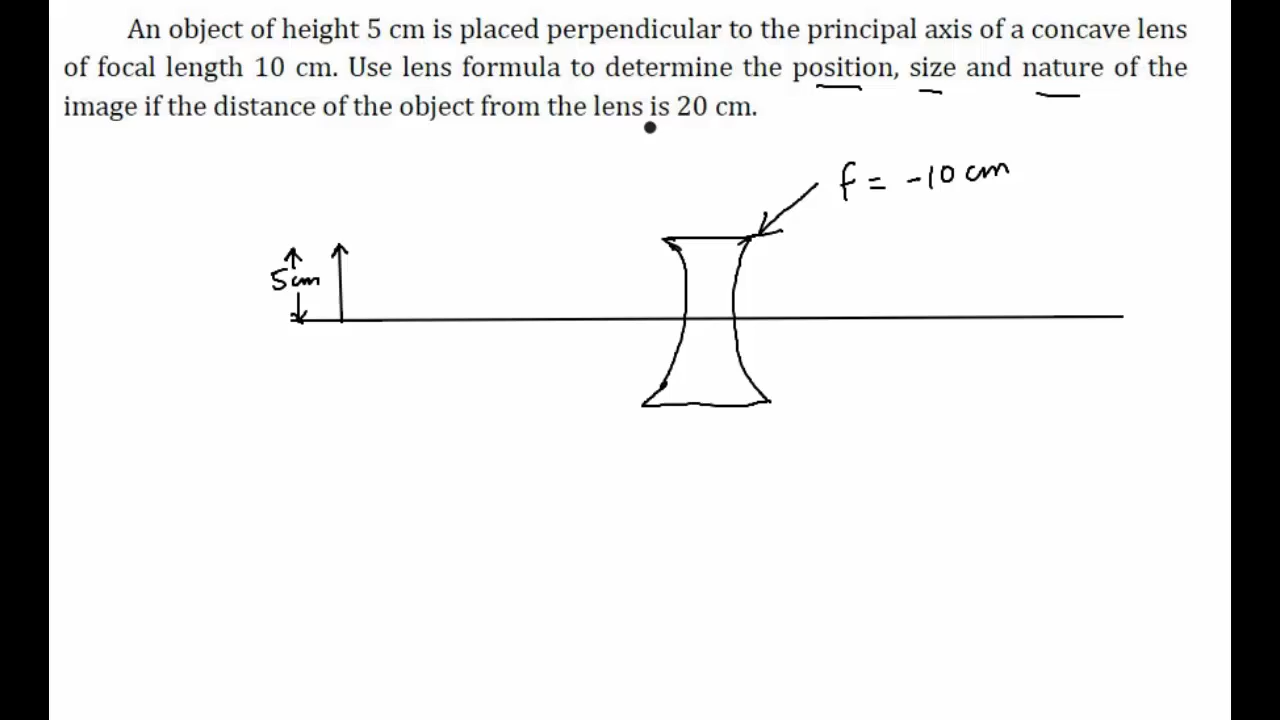 An object of height 5 cm is placed perpendicular to the principal axis of a concave lens
of focal length 10 cm. Use lens formula to determine the position, size and nature of the
image if the distance of the object from the lens is 20 cm.
f = -10 cm
5cm